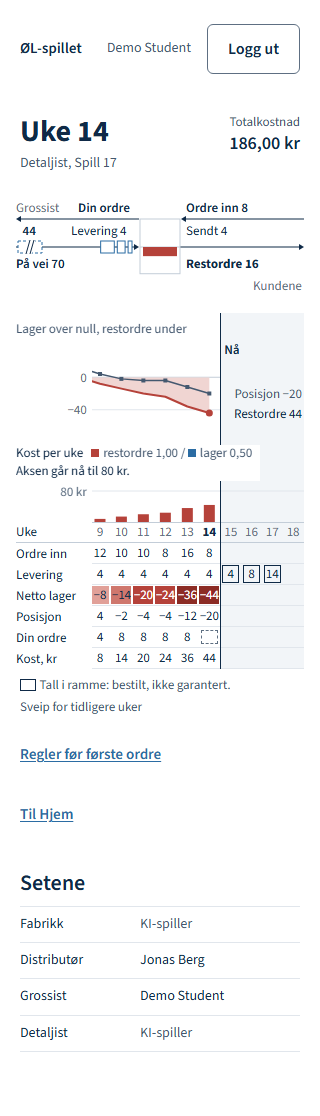 ØL-spillet Demo Student Logg ut
Uke 14
Totalkostnad
186,00 kr
Detaljist, Spill 17
Grossist Din ordre Ordre inn 8
44 Levering 4 Sendt 4
På vei 70 Restordre 16
Kundene
Lager over null, restordre under
Nå
0
Posisjon −20
−40 Restordre 44
Kost per uke restordre 1,00 / lager 0,50
Aksen går nå til 80 kr.
80 kr
Uke 9 10 11 12 13 14 15 16 17 18
Ordre inn 12 10 10 8 16 8
Levering 4 4 4 4 4 4 4 8 14
Netto lager −8 −14 −20 −24 −36 −44
Posisjon 4 −2 −4 −4 −12 −20
Din ordre 4 8 8 8 8
Kost, kr 8 14 20 24 36 44
Tall i ramme: bestilt, ikke garantert.
Sveip for tidligere uker
Regler før første ordre
Til Hjem
Setene
Fabrikk KI-spiller
Distributør Jonas Berg
Grossist Demo Student
Detaljist KI-spiller